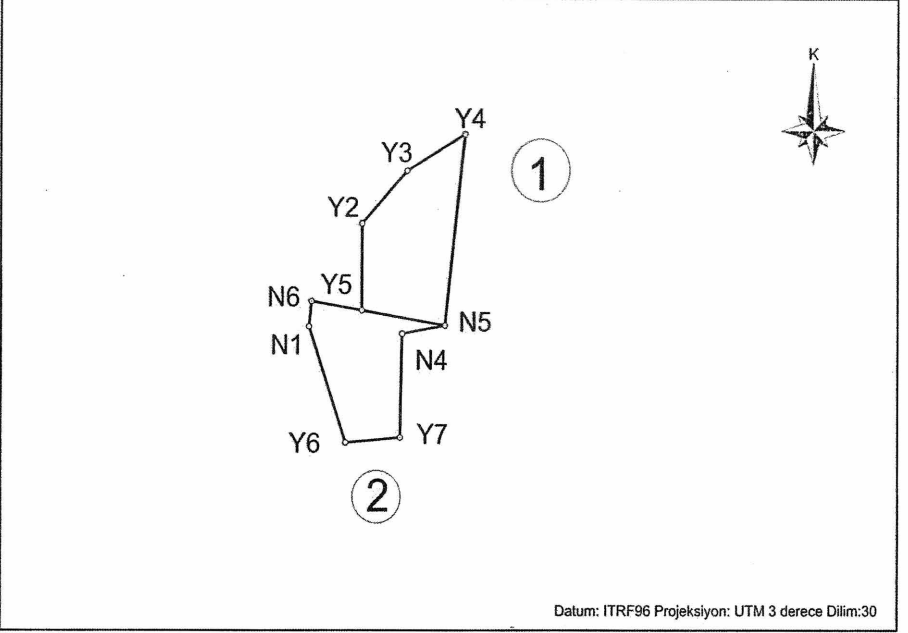 K
Y4
Y3
1
Y2
Y5
N6
N5
N1
N4
Y6
Y7
2
Datum: ITRF96 Projeksiyon: UTM 3 derece Dilim:30